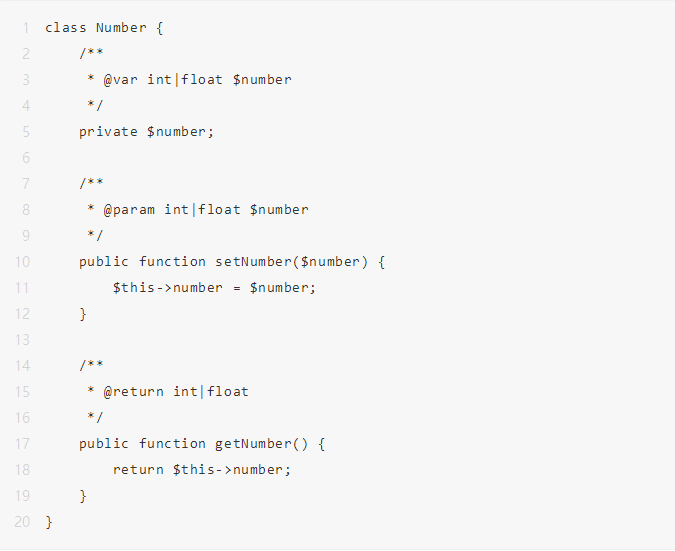 1 class Number {
2     /**
3      * @var int|float $number
4      */
5     private $number;
6
7     /**
8      * @param int|float $number
9      */
10     public function setNumber($number) {
11         $this->number = $number;
12     }
13
14     /**
15      * @return int|float
16      */
17     public function getNumber() {
18         return $this->number;
19     }
20 }